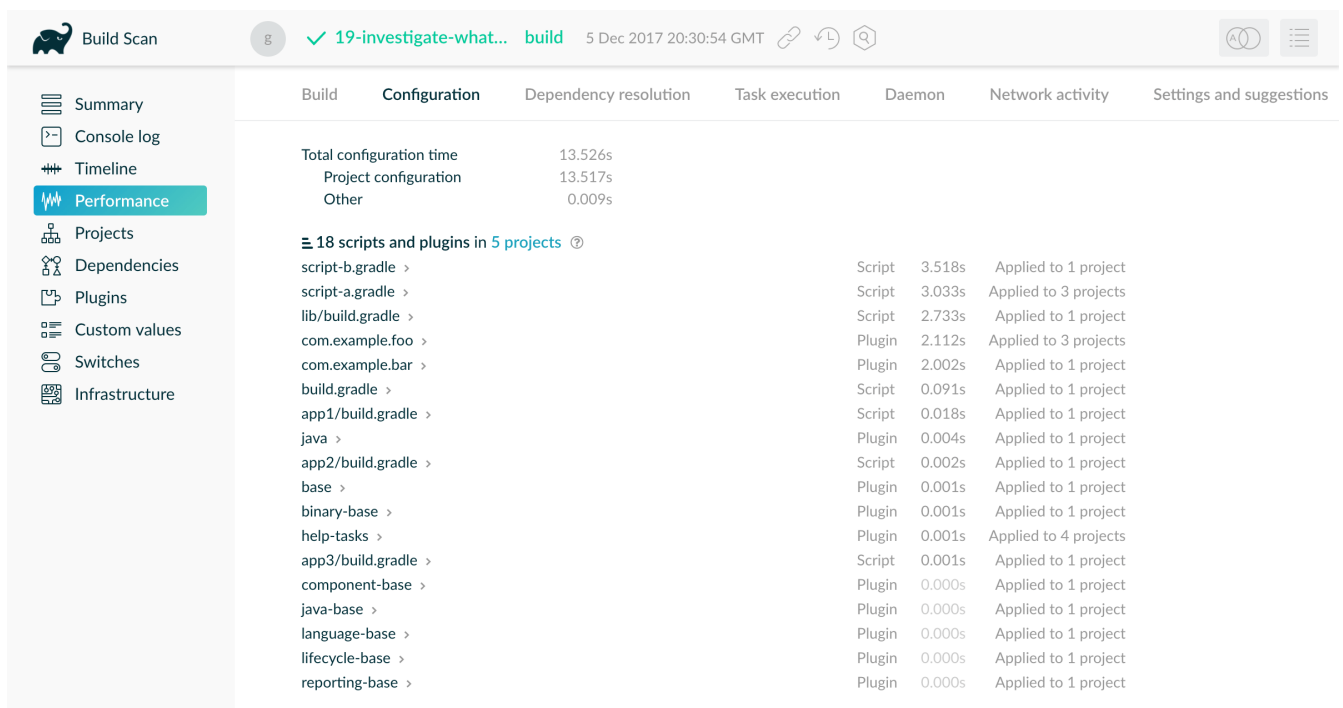 Build Scan
g 19-investigate-what... build 5 Dec 2017 20:30:54 GMT
A
Summary
Console log
Timeline
Performance
Projects
Dependencies
Plugins
Custom values
Switches
Infrastructure
Build Configuration Dependency resolution Task execution Daemon Network activity Settings and suggestions
Total configuration time 13.526s
Project configuration 13.517s
Other 0.009s
18 scripts and plugins in 5 projects ?
script-b.gradle > Script 3.518s Applied to 1 project
script-a.gradle > Script 3.033s Applied to 3 projects
lib/build.gradle > Script 2.733s Applied to 1 project
com.example.foo > Plugin 2.112s Applied to 3 projects
com.example.bar > Plugin 2.002s Applied to 1 project
build.gradle > Script 0.091s Applied to 1 project
app1/build.gradle > Script 0.018s Applied to 1 project
java > Plugin 0.004s Applied to 1 project
app2/build.gradle > Script 0.002s Applied to 1 project
base > Plugin 0.001s Applied to 1 project
binary-base > Plugin 0.001s Applied to 1 project
help-tasks > Plugin 0.001s Applied to 4 projects
app3/build.gradle > Script 0.001s Applied to 1 project
component-base > Plugin 0.000s Applied to 1 project
java-base > Plugin 0.000s Applied to 1 project
language-base > Plugin 0.000s Applied to 1 project
lifecycle-base > Plugin 0.000s Applied to 1 project
reporting-base > Plugin 0.000s Applied to 1 project